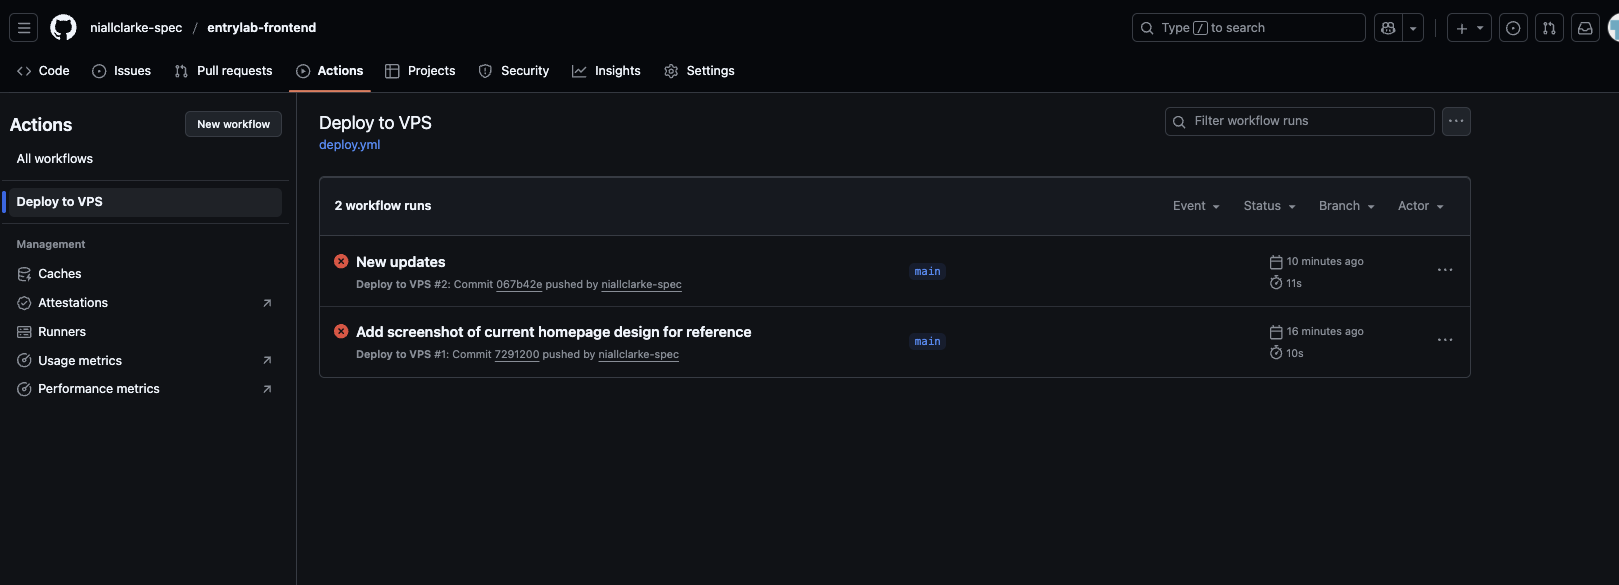 niallclarke-spec / entrylab-frontend
Type / to search
Code
Issues
Pull requests
Actions
Projects
Security
Insights
Settings
Actions
New workflow
All workflows
Deploy to VPS
Management
Caches
Attestations
Runners
Usage metrics
Performance metrics
Deploy to VPS
deploy.yml
Filter workflow runs
2 workflow runs
Event
Status
Branch
Actor
New updates
Deploy to VPS #2: Commit 067b42e pushed by niallclarke-spec
main
10 minutes ago
11s
Add screenshot of current homepage design for reference
Deploy to VPS #1: Commit 7291200 pushed by niallclarke-spec
main
16 minutes ago
10s